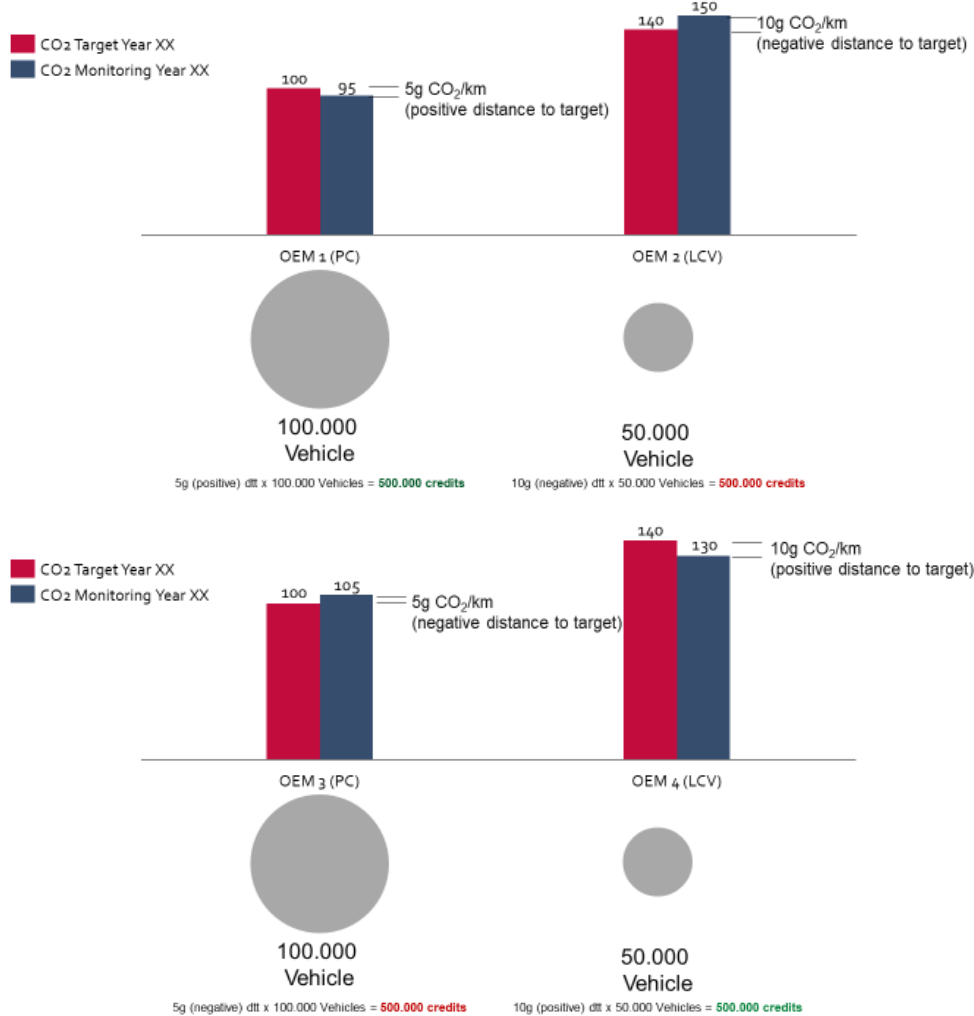 CO2 Target Year XX
CO2 Monitoring Year XX
100
95
5g CO₂/km
(positive distance to target)
140
150
10g CO₂/km
(negative distance to target)
OEM 1 (PC)
OEM 2 (LCV)
100.000
Vehicle
50.000
Vehicle
5g (positive) dtt x 100.000 Vehicles = 500.000 credits
10g (negative) dtt x 50.000 Vehicles = 500.000 credits
CO2 Target Year XX
CO2 Monitoring Year XX
100
105
5g CO₂/km
(negative distance to target)
140
130
10g CO₂/km
(positive distance to target)
OEM 3 (PC)
OEM 4 (LCV)
100.000
Vehicle
50.000
Vehicle
5g (negative) dtt x 100.000 Vehicles = 500.000 credits
10g (positive) dtt x 50.000 Vehicles = 500.000 credits